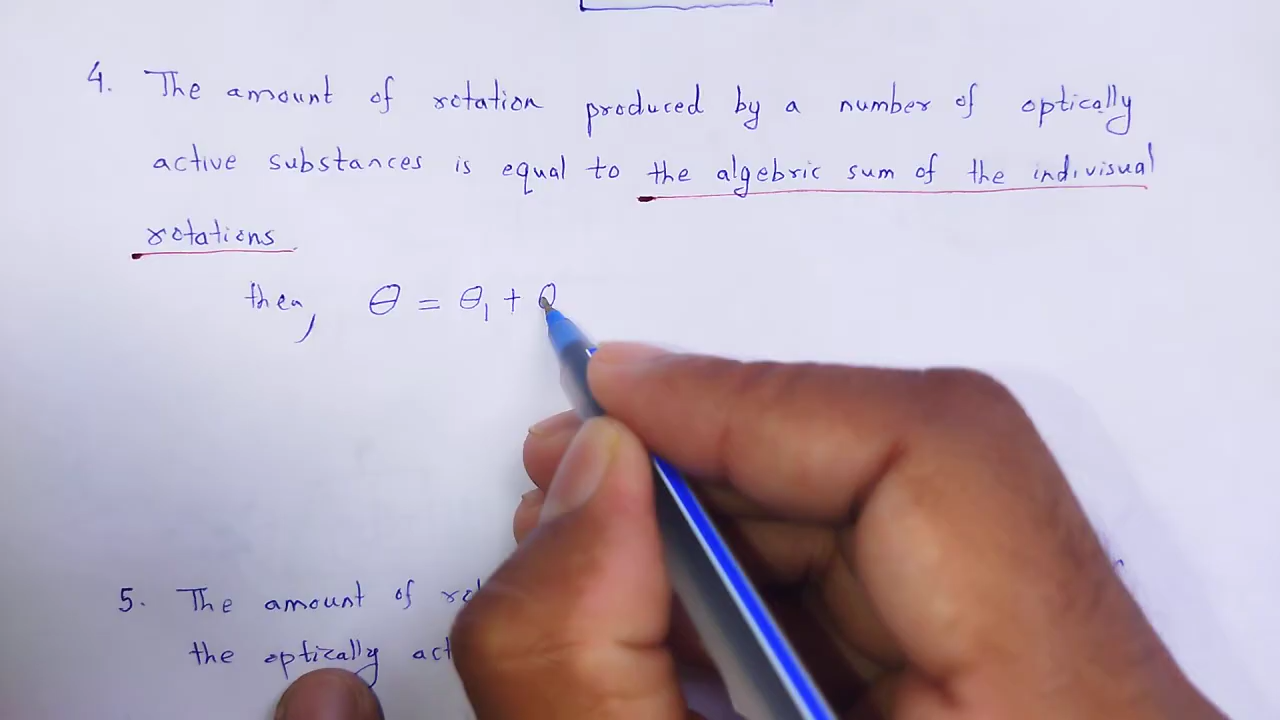 4. The amount of rotation produced by a number of optically
active substances is equal to the algebric sum of the indivisual
rotations
then, θ = θ₁ +
5. The amount of
the optically